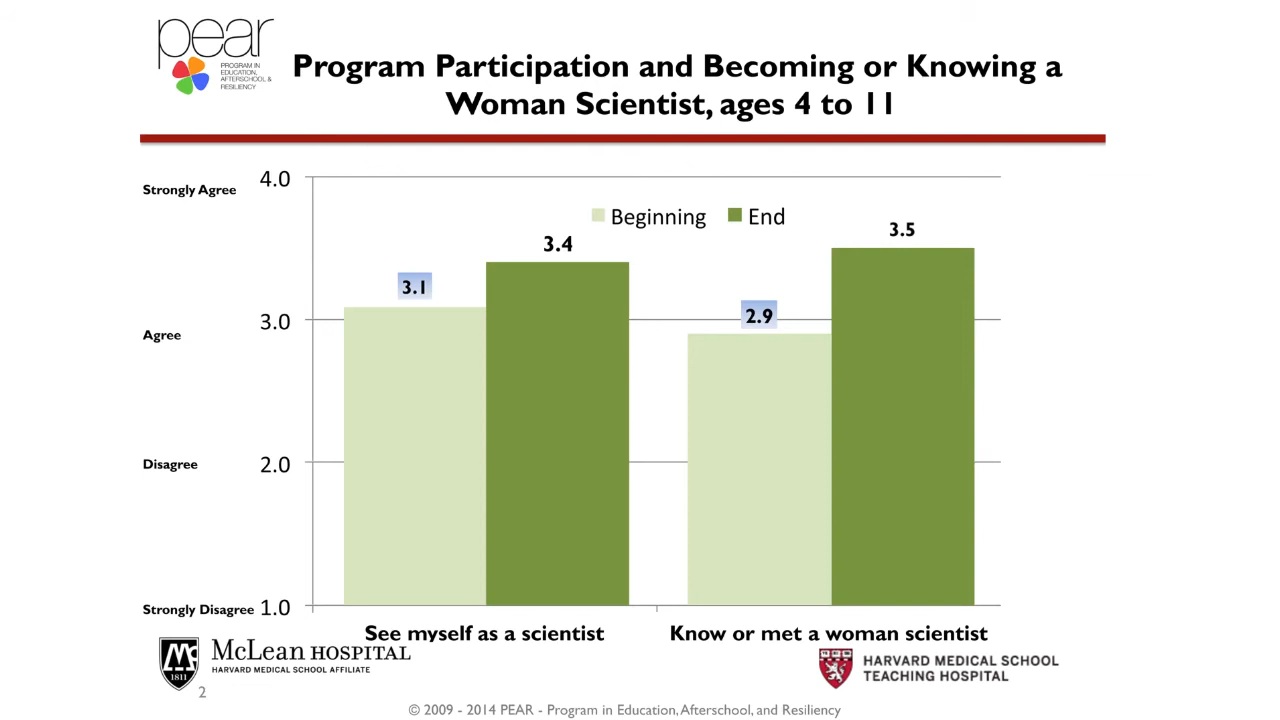 pear
PROGRAM IN
EDUCATION,
AFTERSCHOOL &
RESILIENCY
Program Participation and Becoming or Knowing a
Woman Scientist, ages 4 to 11
Strongly Agree 4.0
Beginning End
3.1
3.4
2.9
3.5
Agree 3.0
Disagree 2.0
Strongly Disagree 1.0
See myself as a scientist
Know or met a woman scientist
M
1811
McLEAN HOSPITAL
HARVARD MEDICAL SCHOOL AFFILIATE
HARVARD MEDICAL SCHOOL
TEACHING HOSPITAL
2
© 2009 - 2014 PEAR - Program in Education, Afterschool, and Resiliency